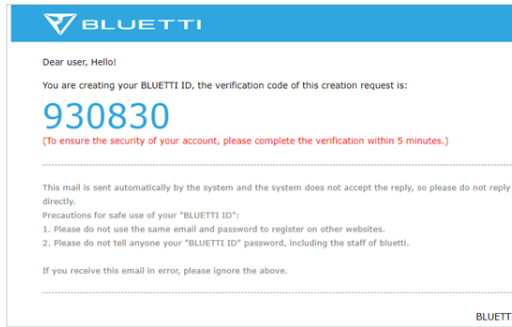 BLUETTI
Dear user, Hello!
You are creating your BLUETTI ID, the verification code of this creation request is:
930830
(To ensure the security of your account, please complete the verification within 5 minutes.)
This mail is sent automatically by the system and the system does not accept the reply, so please do not reply
directly.
Precautions for safe use of your "BLUETTI ID":
1. Please do not use the same email and password to register on other websites.
2. Please do not tell anyone your "BLUETTI ID" password, including the staff of bluetti.
If you receive this email in error, please ignore the above.
BLUETTI